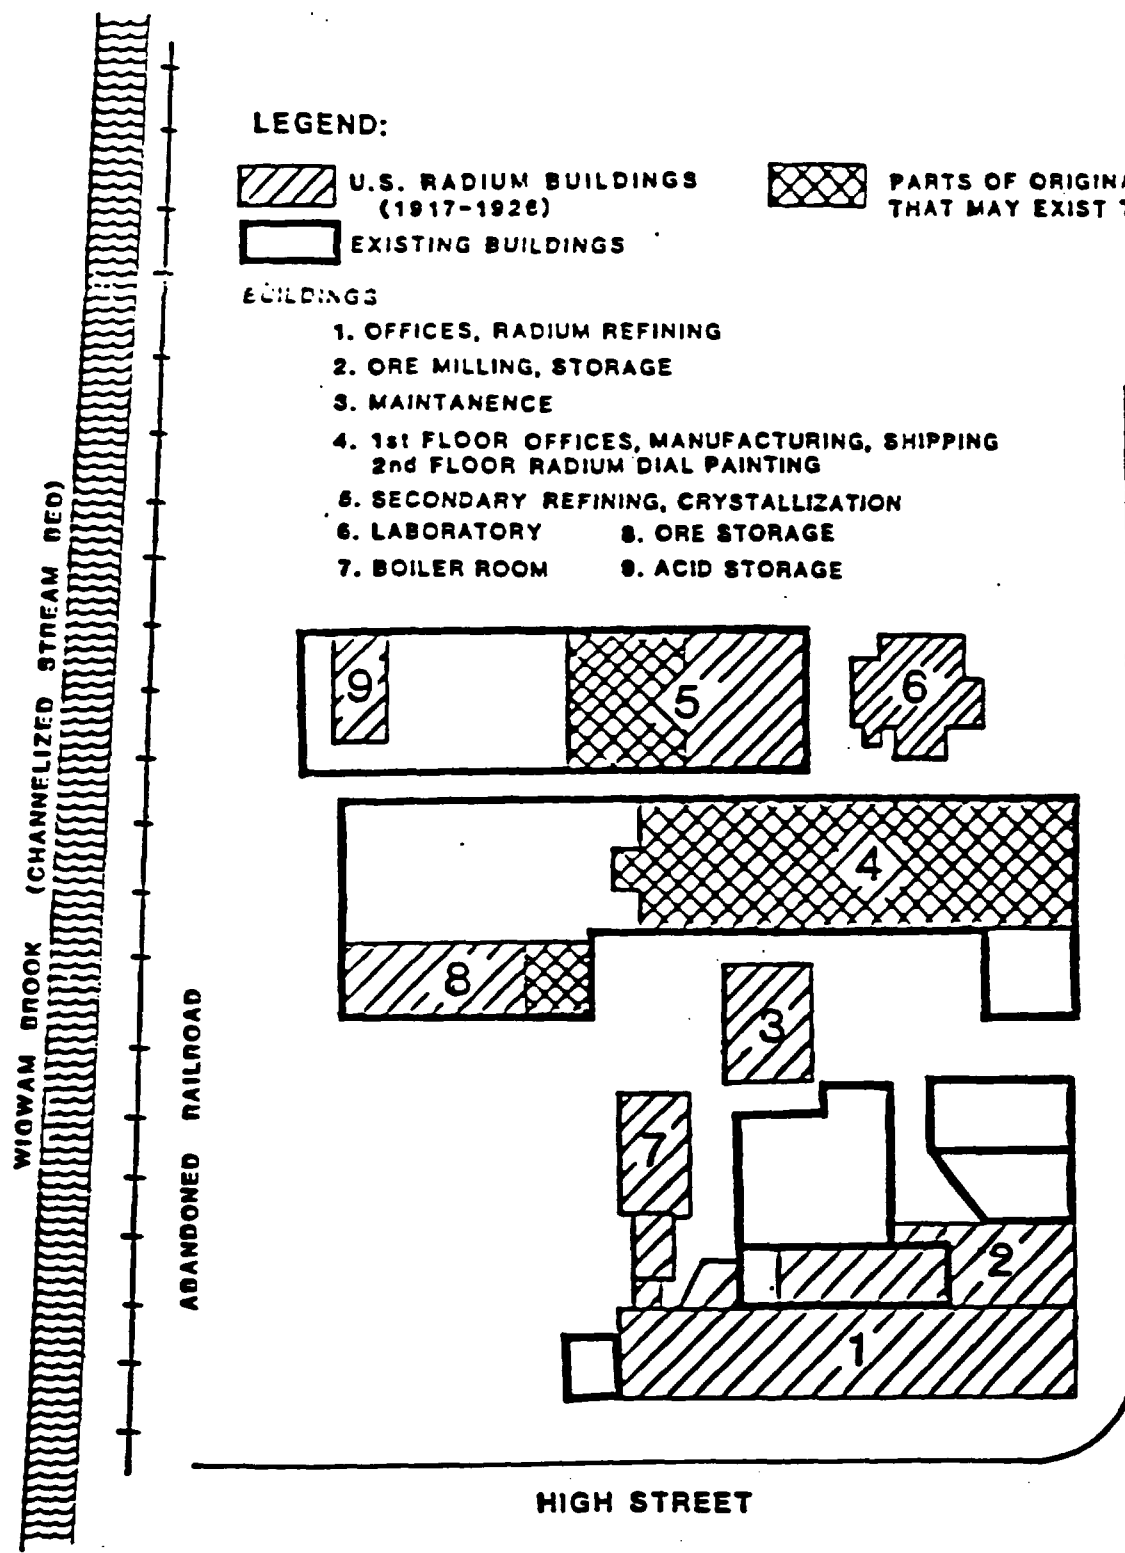 LEGEND:
U.S. RADIUM BUILDINGS
(1917-1926)
PARTS OF ORIGINA
THAT MAY EXIST T
EXISTING BUILDINGS
BUILDINGS
1. OFFICES, RADIUM REFINING
2. ORE MILLING, STORAGE
3. MAINTANENCE
4. 1st FLOOR OFFICES, MANUFACTURING, SHIPPING
2nd FLOOR RADIUM DIAL PAINTING
5. SECONDARY REFINING, CRYSTALLIZATION
6. LABORATORY
8. ORE STORAGE
7. BOILER ROOM
9. ACID STORAGE
WIGWAM BROOK (CHANNELIZED STREAM BED)
ABANDONED RAILROAD
9
5
6
4
8
3
7
2
1
HIGH STREET